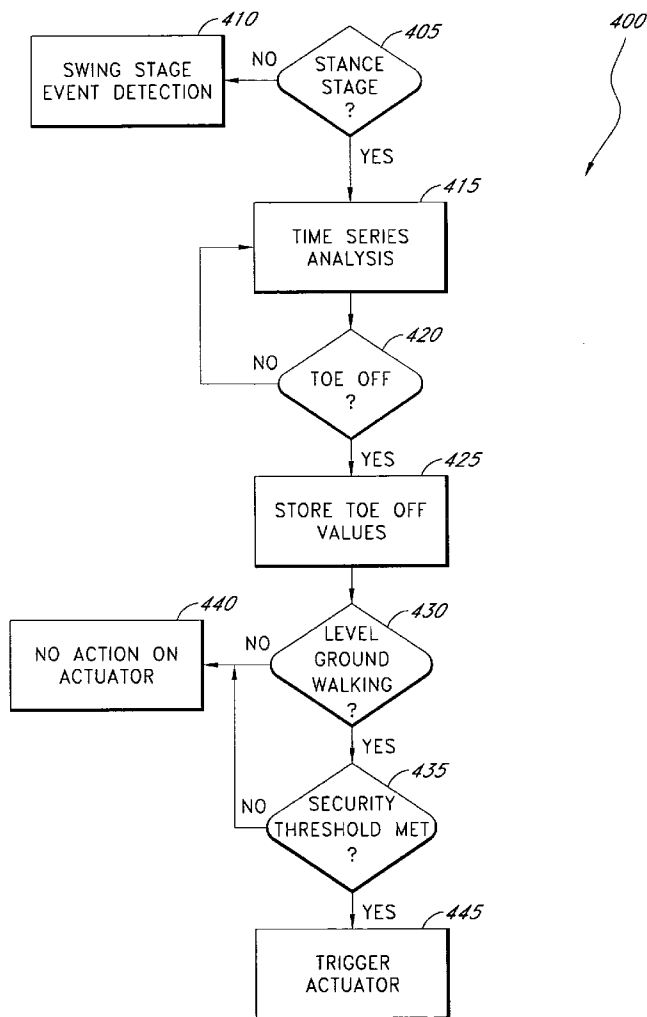 410
405
400
SWING STAGE
EVENT DETECTION
NO
STANCE
STAGE
?
YES
415
TIME SERIES
ANALYSIS
420
NO
TOE OFF
?
YES
425
STORE TOE OFF
VALUES
440
430
NO ACTION ON
ACTUATOR
NO
LEVEL
GROUND
WALKING
?
YES
435
NO
SECURITY
THRESHOLD MET
?
YES
445
TRIGGER
ACTUATOR